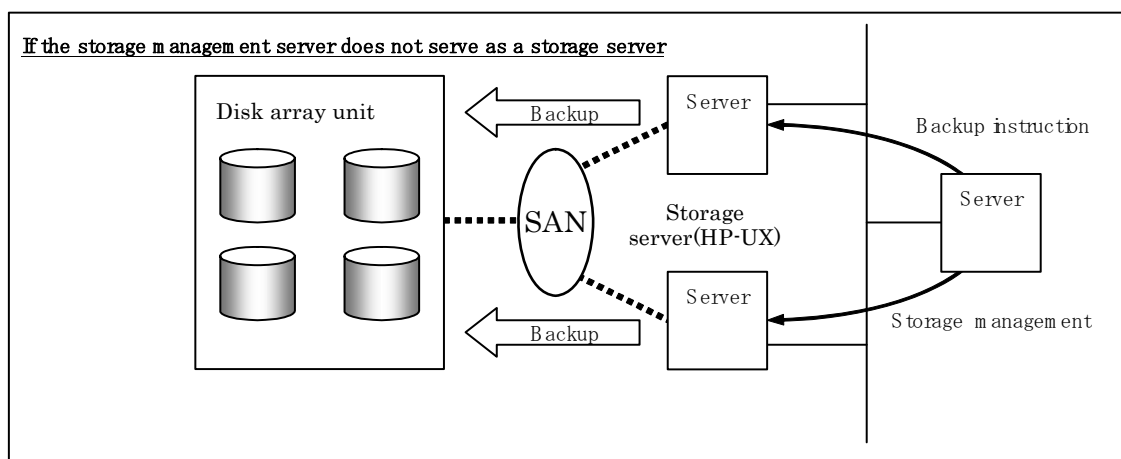 If the storage management server does not serve as a storage server
Disk array unit
Backup
Server
Backup instruction
Server
SAN
Storage
server(HP-UX)
Server
Backup
Storage management